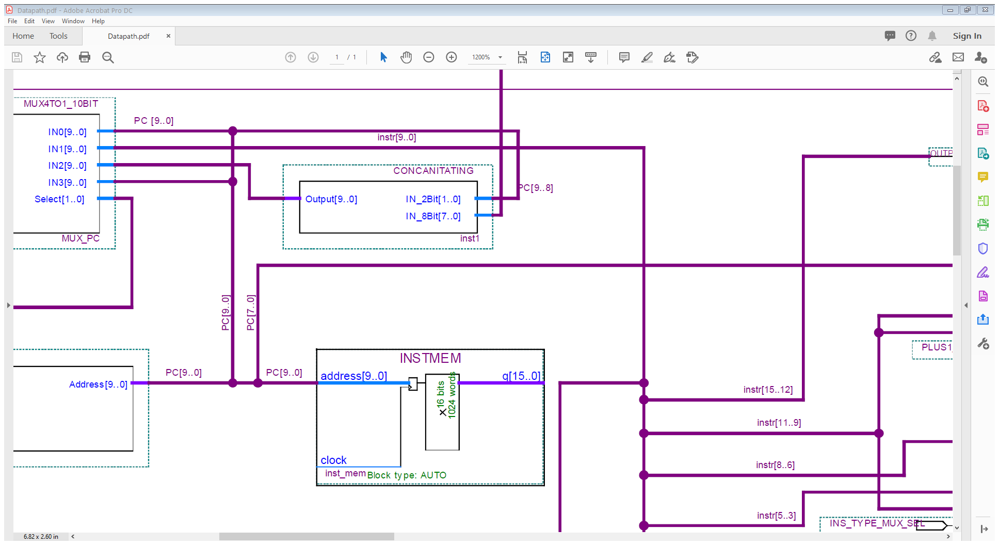 Datapath.pdf - Adobe Acrobat Pro DC
File Edit View Window Help
Home Tools Datapath.pdf × Sign In
1 / 1 1200%
MUX4TO1_10BIT
PC [9..0]
IN0[9..0]
instr[9..0]
IN1[9..0]
OUTP
IN2[9..0]
CONCANITATING
IN3[9..0]
PC[9..8]
Select[1..0]
Output[9..0] IN_2Bit[1..0]
IN_8Bit[7..0]
MUX_PC
inst1
PC[9..0]
PC[7..0]
PLUS1
INSTMEM
PC[9..0] PC[9..0] address[9..0] q[15..0]
Address[9..0]
16 bits
1024 words
instr[15..12]
instr[11..9]
clock
instr[8..6]
inst_mem Block type: AUTO
instr[5..3]
INS_TYPE_MUX_SEL
6.82 x 2.60 in